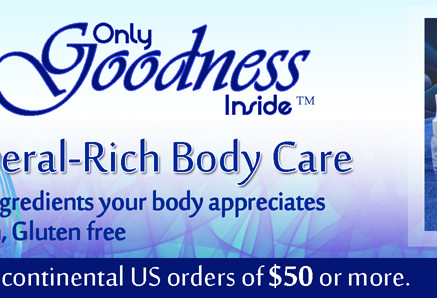 Only
Goodness
Inside™
eral-Rich Body Care
gredients your body appreciates
, Gluten free
continental US orders of $50 or more.